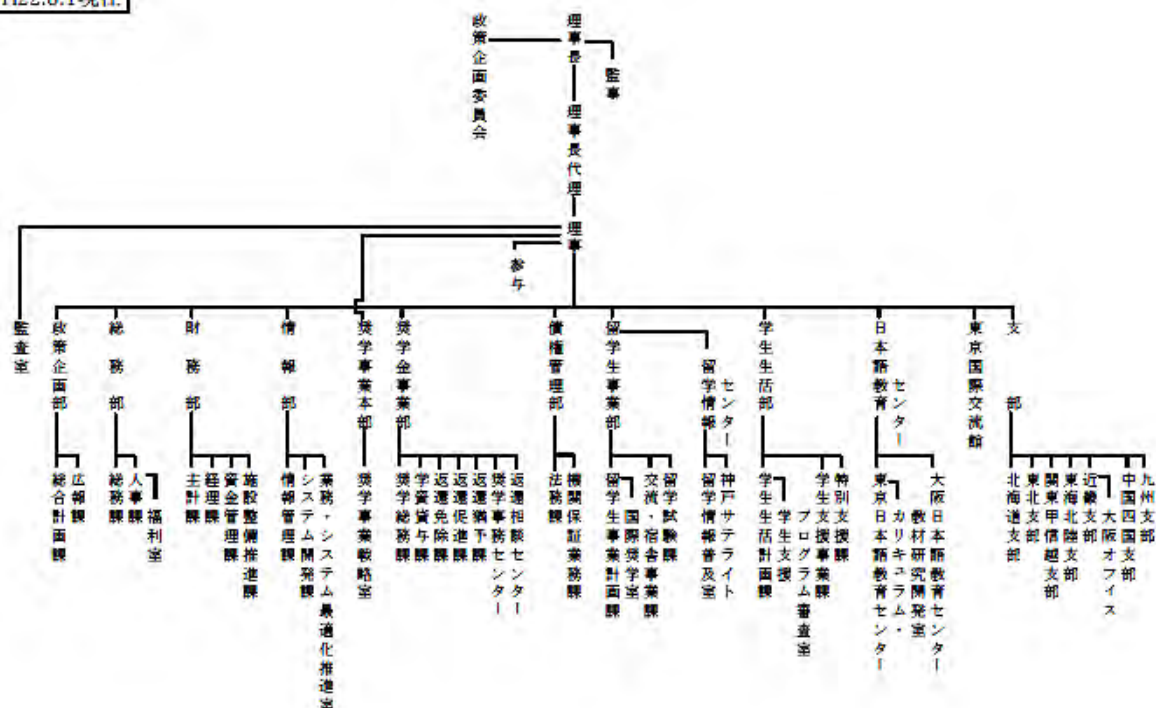 H22.8.1現在
理事長
政策企画委員会
監事
理事長代理
理事
参与
監査室
政策企画部
総務部
財務部
情報部
奨学事業本部
奨学金事業部
債権管理部
留学生事業部
留学情報センター
学生生活部
日本語教育センター
東京国際交流館
支部
総合計画課
広報課
総務課
人事課
福利室
主計課
経理課
資金管理課
施設整備推進課
情報管理課
システム開発課
業務・システム最適化推進室
奨学事業戦略室
奨学総務課
学資貸与課
返還免除課
返還促進課
返還猶予課
奨学事務センター
返還相談センター
法務課
機関保証業務課
留学生事業計画課
国際奨学室
交流・宿舎事業課
留学試験課
留学情報普及室
神戸サテライト
学生生活計画課
学生支援プログラム審査室
学生支援事業課
特別支援課
東京日本語教育センター
カリキュラム・教材研究開発室
大阪日本語教育センター
北海道支部
東北支部
関東甲信越支部
東海北陸支部
近畿支部
大阪オフィス
中国四国支部
九州支部